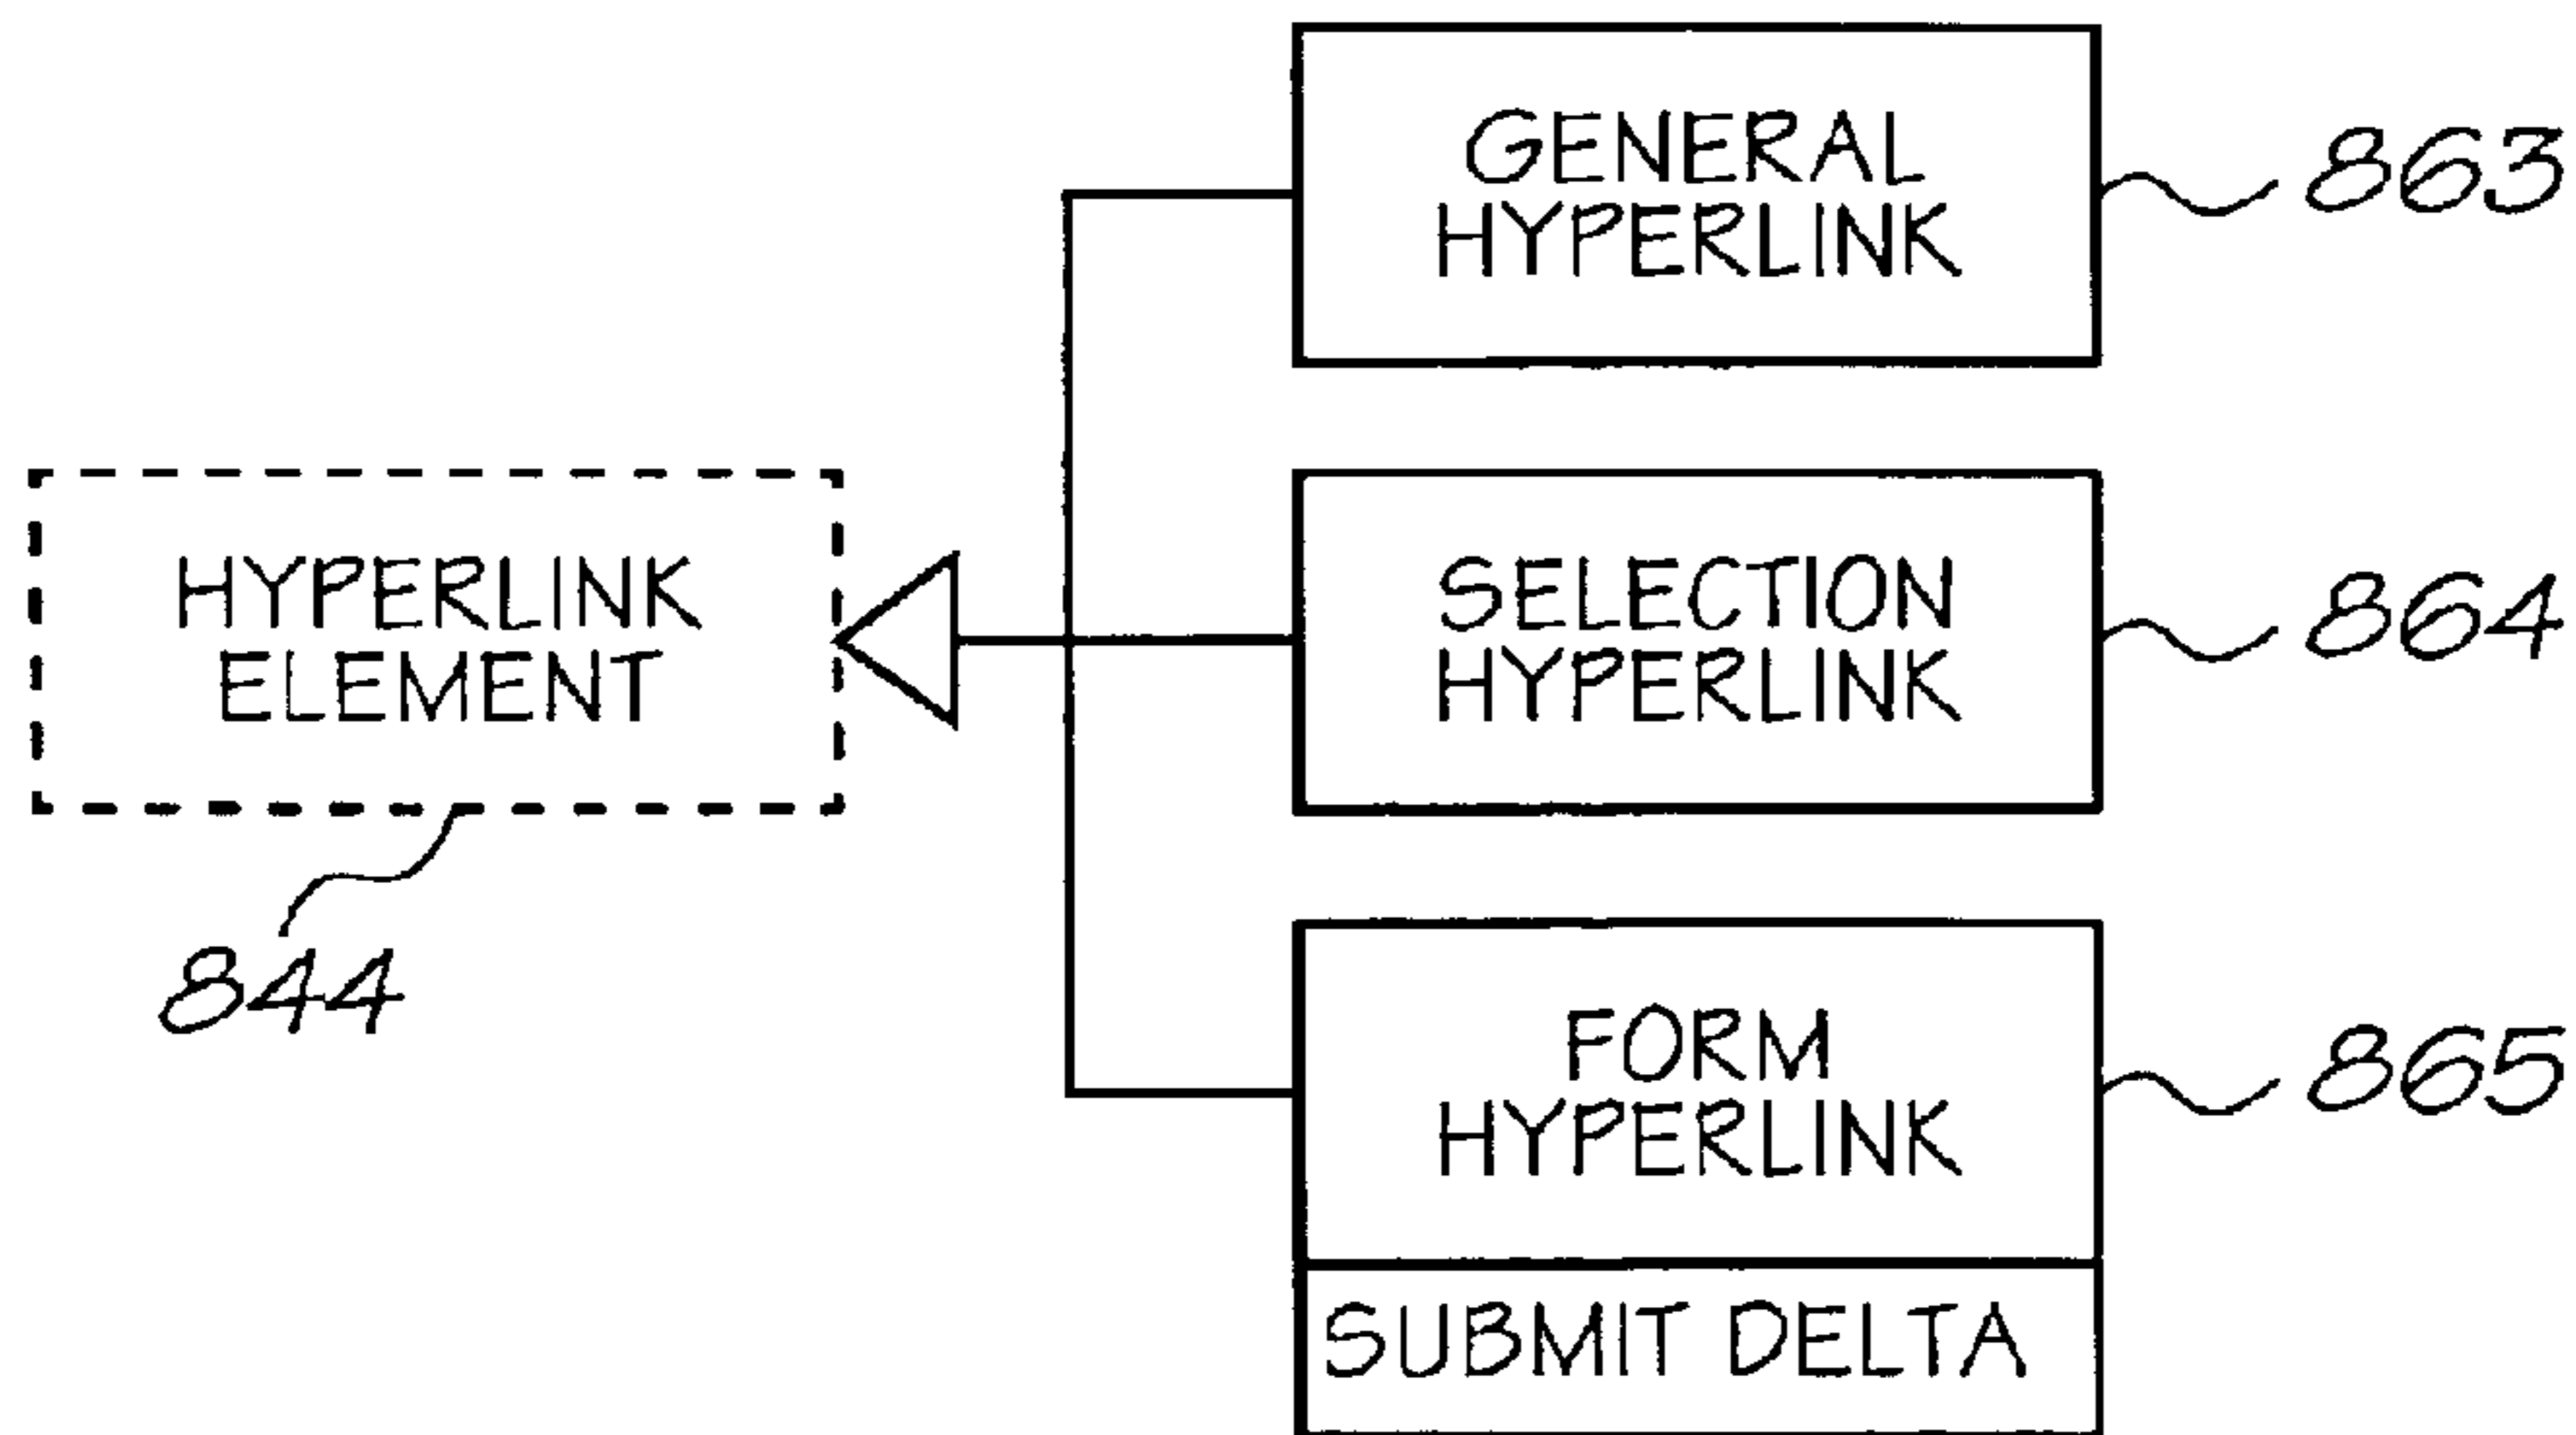 GENERAL
HYPERLINK
863
HYPERLINK
ELEMENT
844
SELECTION
HYPERLINK
864
FORM
HYPERLINK
865
SUBMIT DELTA